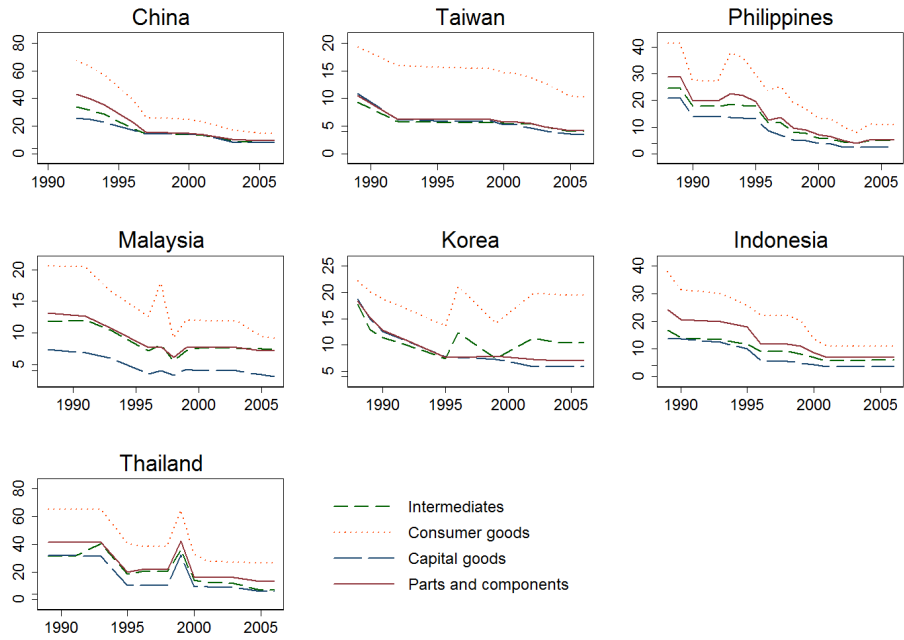 China
80
60
40
20
0
1990 1995 2000 2005
Taiwan
20
15
10
5
0
1990 1995 2000 2005
Philippines
40
30
20
10
0
1990 1995 2000 2005
Malaysia
20
15
10
5
1990 1995 2000 2005
Korea
25
20
15
10
5
1990 1995 2000 2005
Indonesia
40
30
20
10
0
1990 1995 2000 2005
Thailand
80
60
40
20
0
1990 1995 2000 2005
Intermediates
Consumer goods
Capital goods
Parts and components